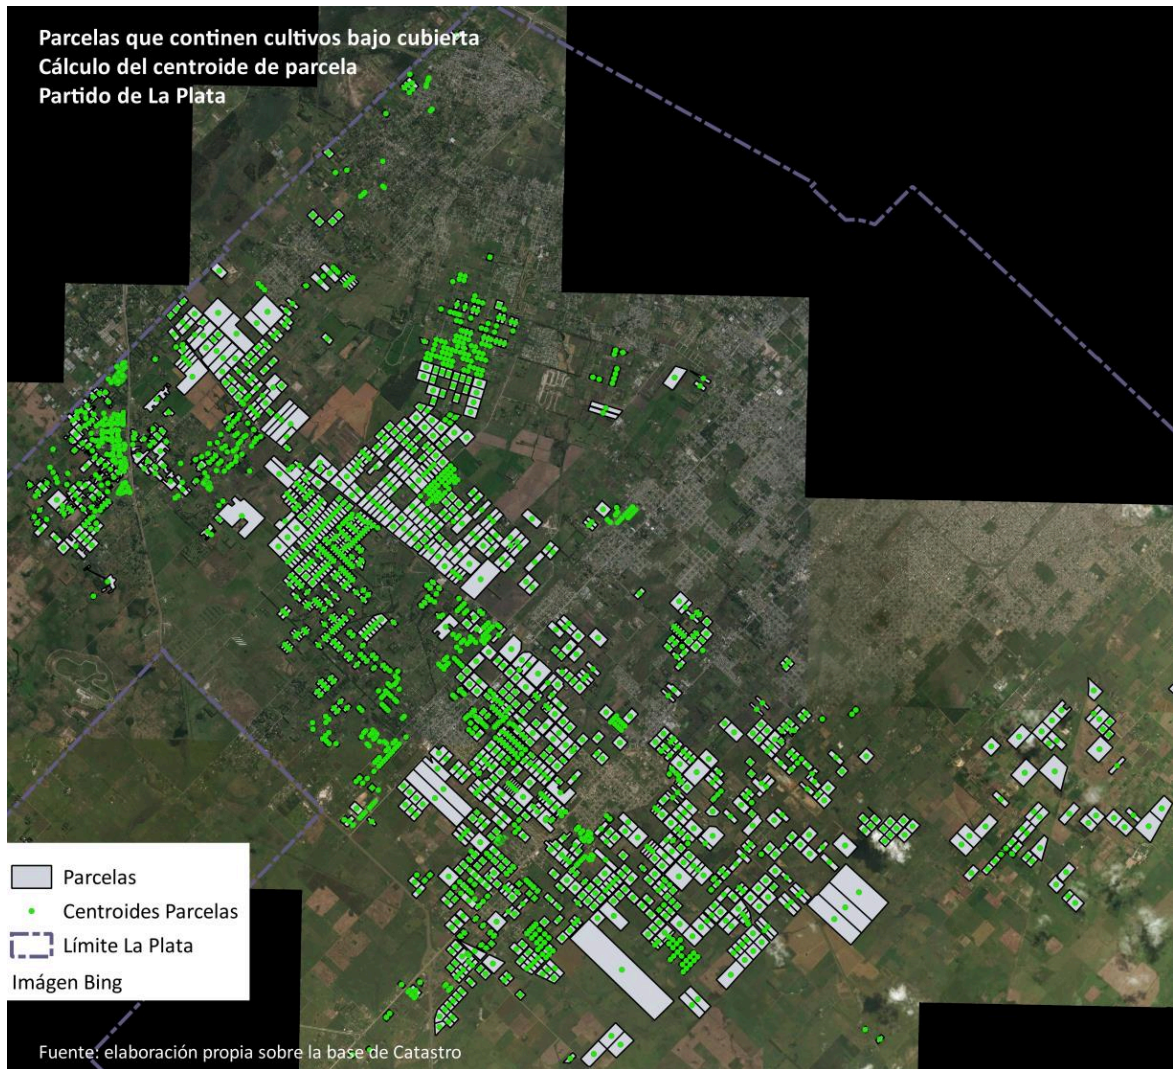 Parcelas que continen cultivos bajo cubierta
Cálculo del centroide de parcela
Partido de La Plata
Parcelas
Centroides Parcelas
Límite La Plata
Imágen Bing
Fuente: elaboración propia sobre la base de Catastro